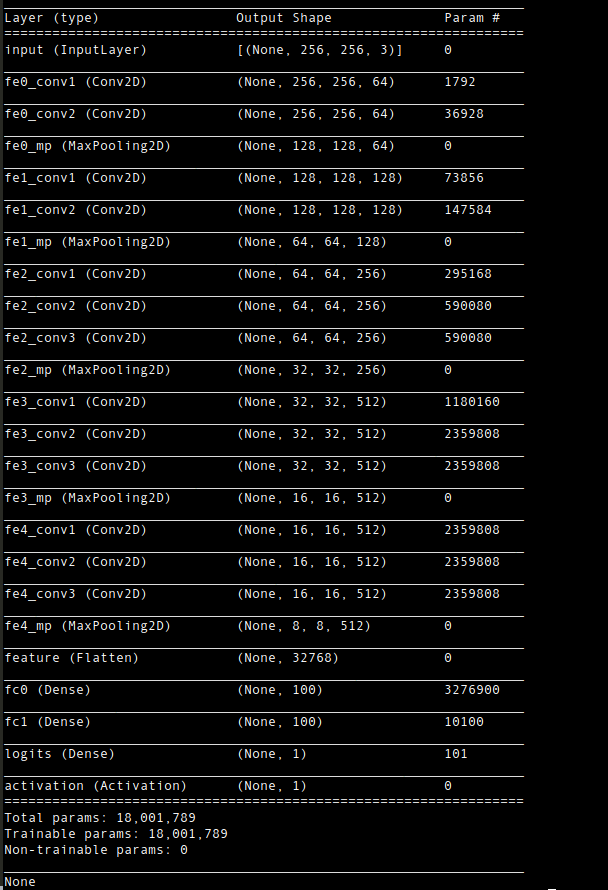 Layer (type) Output Shape Param #
=================================================================
input (InputLayer) [(None, 256, 256, 3)] 0
fe0_conv1 (Conv2D) (None, 256, 256, 64) 1792
fe0_conv2 (Conv2D) (None, 256, 256, 64) 36928
fe0_mp (MaxPooling2D) (None, 128, 128, 64) 0
fe1_conv1 (Conv2D) (None, 128, 128, 128) 73856
fe1_conv2 (Conv2D) (None, 128, 128, 128) 147584
fe1_mp (MaxPooling2D) (None, 64, 64, 128) 0
fe2_conv1 (Conv2D) (None, 64, 64, 256) 295168
fe2_conv2 (Conv2D) (None, 64, 64, 256) 590080
fe2_conv3 (Conv2D) (None, 64, 64, 256) 590080
fe2_mp (MaxPooling2D) (None, 32, 32, 256) 0
fe3_conv1 (Conv2D) (None, 32, 32, 512) 1180160
fe3_conv2 (Conv2D) (None, 32, 32, 512) 2359808
fe3_conv3 (Conv2D) (None, 32, 32, 512) 2359808
fe3_mp (MaxPooling2D) (None, 16, 16, 512) 0
fe4_conv1 (Conv2D) (None, 16, 16, 512) 2359808
fe4_conv2 (Conv2D) (None, 16, 16, 512) 2359808
fe4_conv3 (Conv2D) (None, 16, 16, 512) 2359808
fe4_mp (MaxPooling2D) (None, 8, 8, 512) 0
feature (Flatten) (None, 32768) 0
fc0 (Dense) (None, 100) 3276900
fc1 (Dense) (None, 100) 10100
logits (Dense) (None, 1) 101
activation (Activation) (None, 1) 0
=================================================================
Total params: 18,001,789
Trainable params: 18,001,789
Non-trainable params: 0
None